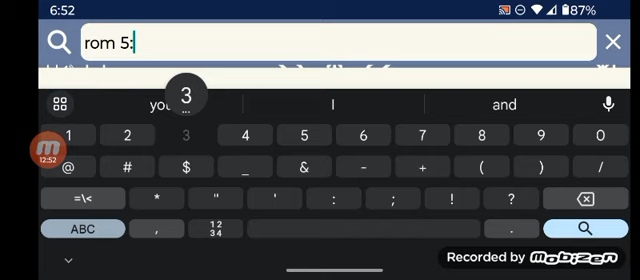 6:52 87%
rom 5:
you 3 I and
1 2 3 4 5 6 7 8 9 0
12:52
@ # $ _ & - + ( ) /
=\< * " ' : ; ! ?
ABC , 12 34 .
Recorded by mobizen